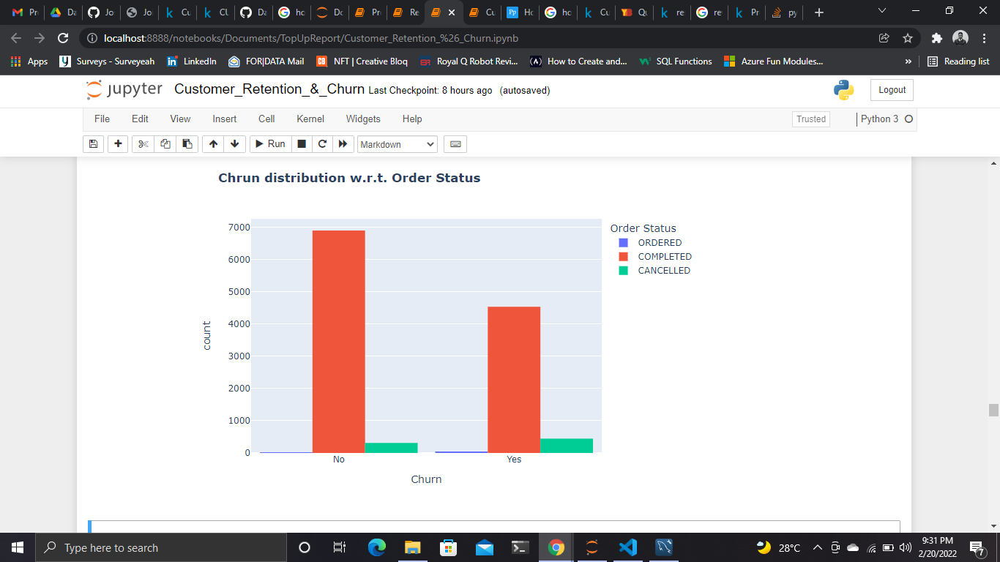 Pr
Da
Jo
Jo
Cu
Cl
Da
ho
Do
Pr
Re
Cu
Pp
Ho
ho
Cu
Qu
re
re
Pr
py
localhost:8888/notebooks/Documents/TopUpReport/Customer_Retention_%26_Churn.ipynb
Apps
Surveys - Surveyeah
LinkedIn
FOR|DATA Mail
NFT | Creative Bloq
Royal Q Robot Revi...
How to Create and...
SQL Functions
Azure Fun Modules...
»
Reading list
jupyter Customer_Retention_&_Churn Last Checkpoint: 8 hours ago (autosaved)
Logout
File Edit View Insert Cell Kernel Widgets Help
Trusted
Python 3
Run
Markdown
Chrun distribution w.r.t. Order Status
7000
6000
5000
4000
3000
2000
1000
0
count
No
Yes
Churn
Order Status
ORDERED
COMPLETED
CANCELLED
Type here to search
28°C
9:31 PM
2/20/2022
7